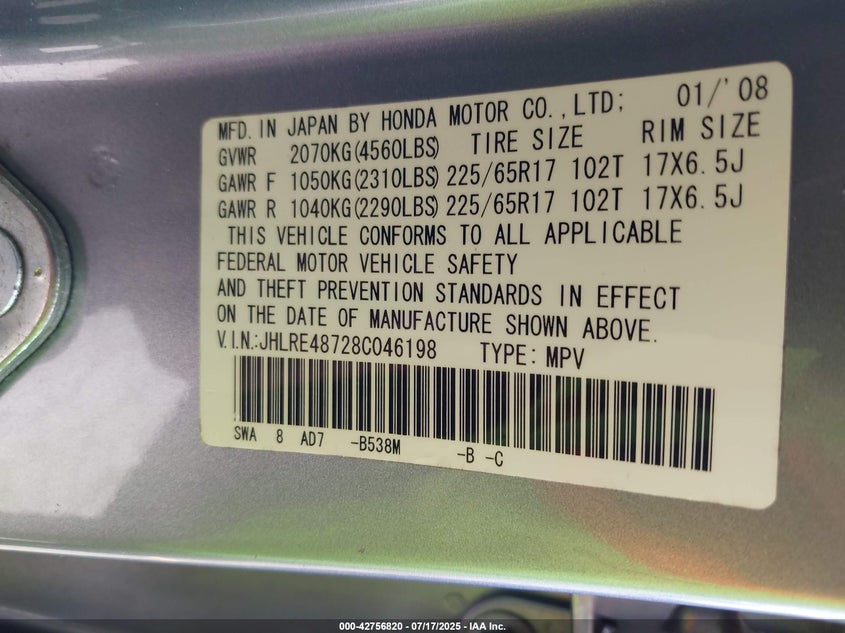 MFD. IN JAPAN BY HONDA MOTOR CO., LTD; 01/'08
GVWR 2070KG(4560LBS) TIRE SIZE RIM SIZE
GAWR F 1050KG(2310LBS) 225/65R17 102T 17X6.5J
GAWR R 1040KG(2290LBS) 225/65R17 102T 17X6.5J
THIS VEHICLE CONFORMS TO ALL APPLICABLE
FEDERAL MOTOR VEHICLE SAFETY
AND THEFT PREVENTION STANDARDS IN EFFECT
ON THE DATE OF MANUFACTURE SHOWN ABOVE.
V.I.N.:JHLRE48728C046198 TYPE: MPV
SWA 8 AD7 -B538M -B -C
000-42756820 - 07/17/2025 - IAA Inc.